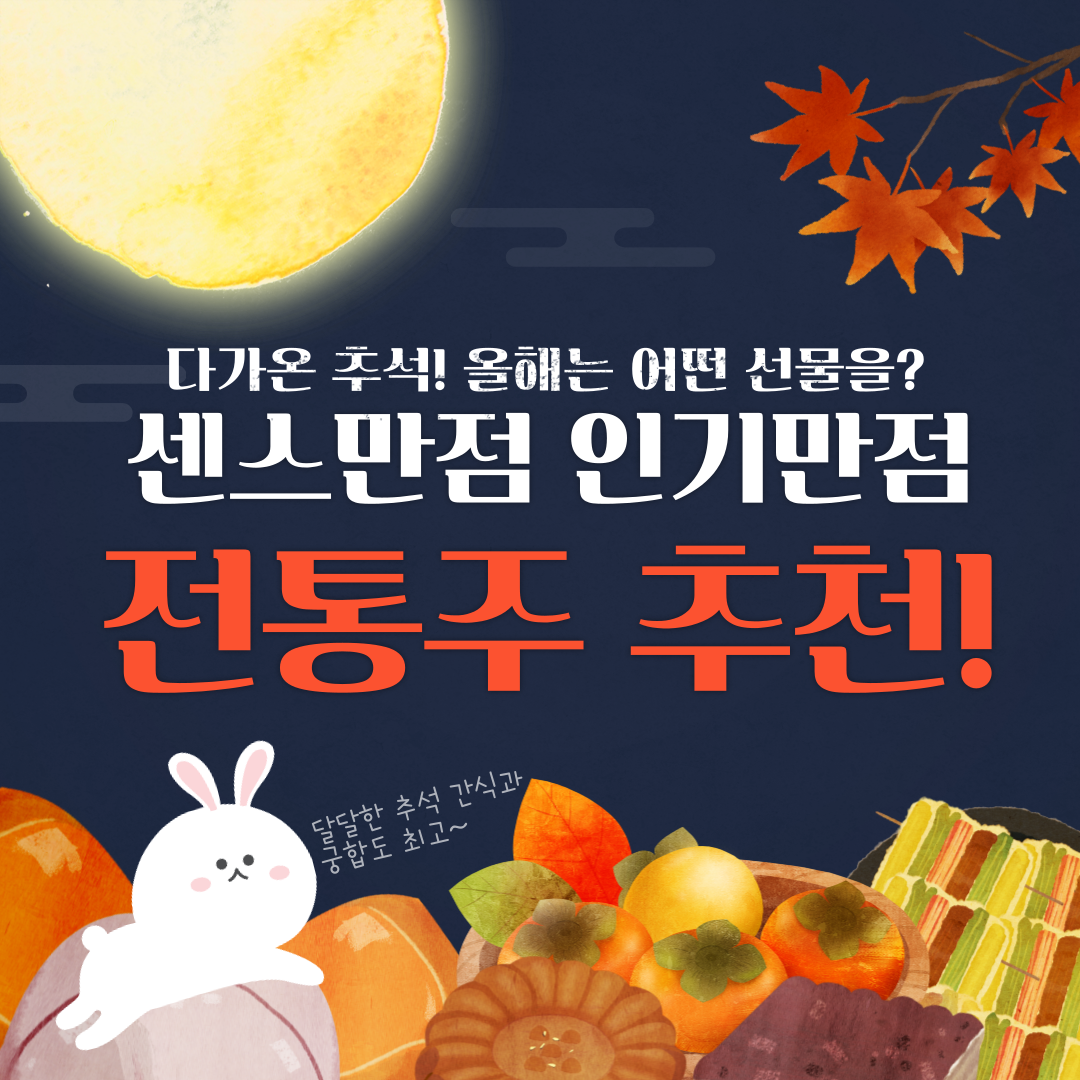 다가온 추석! 올해는 어떤 선물을?
센스만점 인기만점
전통주 추천!
달달한 추석 간식과
궁합도 최고~